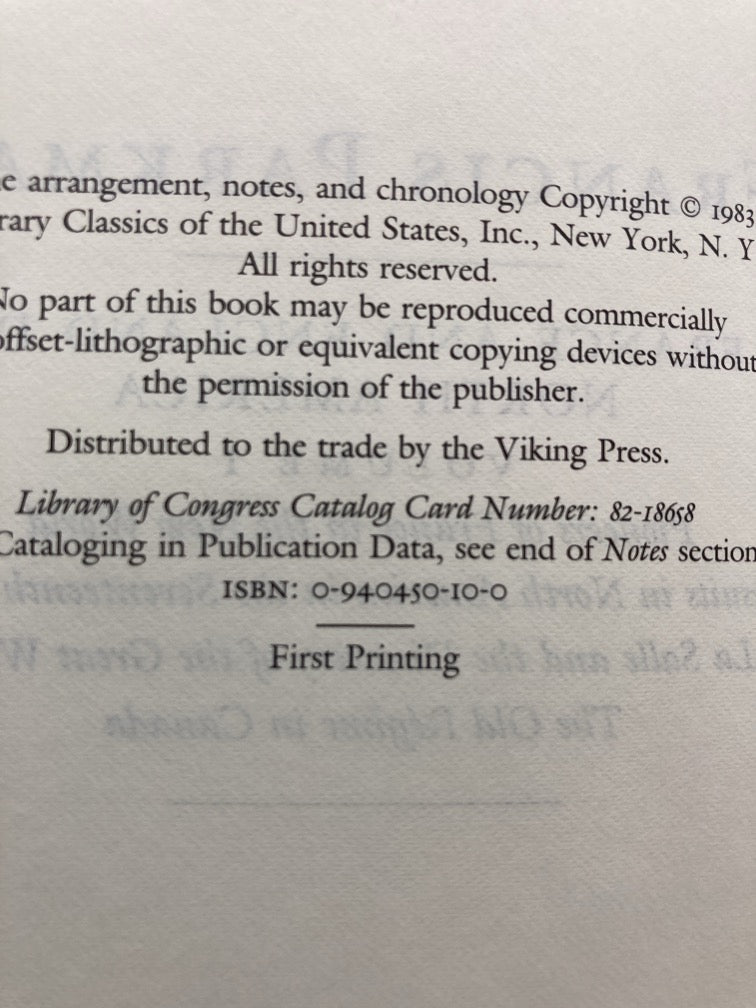 e arrangement, notes, and chronology Copyright © 1983
rary Classics of the United States, Inc., New York, N. Y
All rights reserved.
No part of this book may be reproduced commercially
offset-lithographic or equivalent copying devices without
the permission of the publisher.
Distributed to the trade by the Viking Press.
Library of Congress Catalog Card Number: 82-18658
Cataloging in Publication Data, see end of Notes section
ISBN: 0-940450-10-0
First Printing